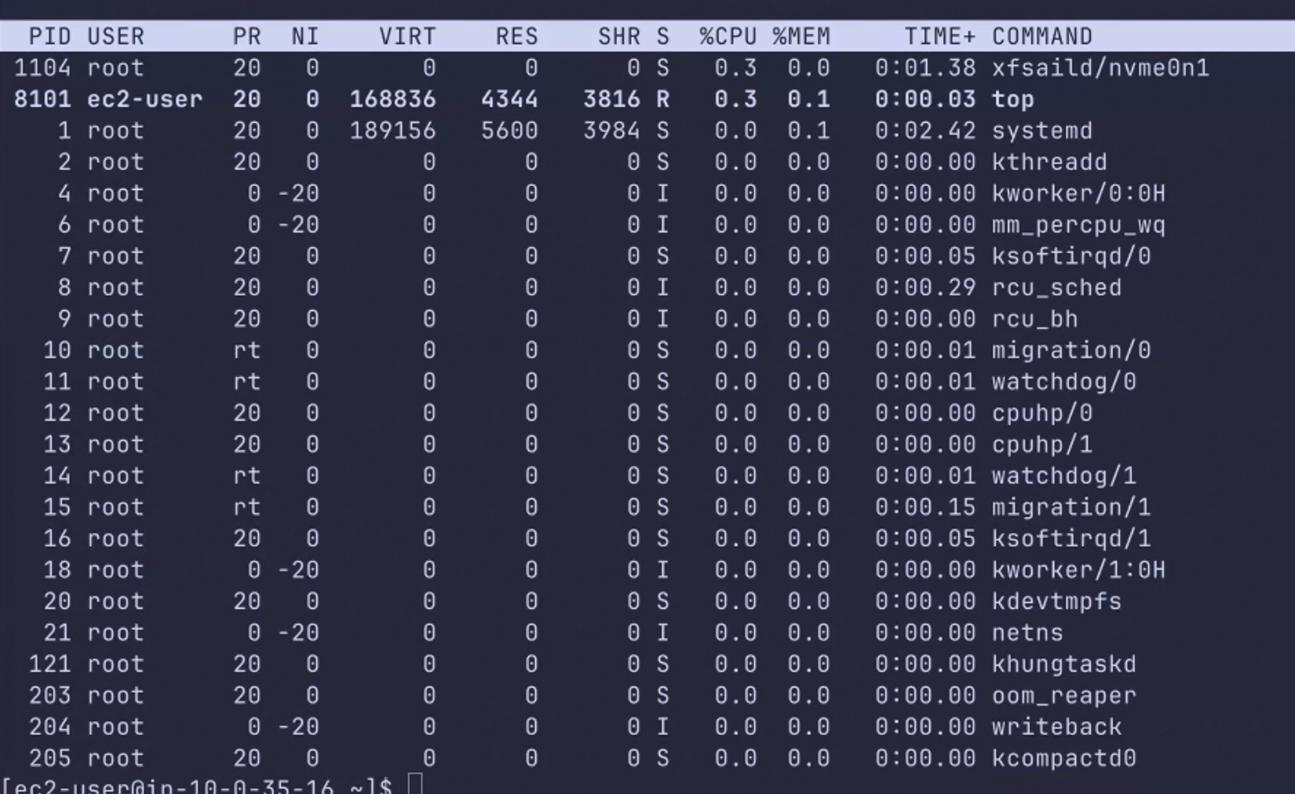 PID USER PR NI VIRT RES SHR S %CPU %MEM TIME+ COMMAND
1104 root 20 0 0 0 0 S 0.3 0.0 0:01.38 xfsaild/nvme0n1
8101 ec2-user 20 0 168836 4344 3816 R 0.3 0.1 0:00.03 top
1 root 20 0 189156 5600 3984 S 0.0 0.1 0:02.42 systemd
2 root 20 0 0 0 0 S 0.0 0.0 0:00.00 kthreadd
4 root 0 -20 0 0 0 I 0.0 0.0 0:00.00 kworker/0:0H
6 root 0 -20 0 0 0 I 0.0 0.0 0:00.00 mm_percpu_wq
7 root 20 0 0 0 0 S 0.0 0.0 0:00.05 ksoftirqd/0
8 root 20 0 0 0 0 I 0.0 0.0 0:00.29 rcu_sched
9 root 20 0 0 0 0 I 0.0 0.0 0:00.00 rcu_bh
10 root rt 0 0 0 0 S 0.0 0.0 0:00.01 migration/0
11 root rt 0 0 0 0 S 0.0 0.0 0:00.01 watchdog/0
12 root 20 0 0 0 0 S 0.0 0.0 0:00.00 cpuhp/0
13 root 20 0 0 0 0 S 0.0 0.0 0:00.00 cpuhp/1
14 root rt 0 0 0 0 S 0.0 0.0 0:00.01 watchdog/1
15 root rt 0 0 0 0 S 0.0 0.0 0:00.15 migration/1
16 root 20 0 0 0 0 S 0.0 0.0 0:00.05 ksoftirqd/1
18 root 0 -20 0 0 0 I 0.0 0.0 0:00.00 kworker/1:0H
20 root 20 0 0 0 0 S 0.0 0.0 0:00.00 kdevtmpfs
21 root 0 -20 0 0 0 I 0.0 0.0 0:00.00 netns
121 root 20 0 0 0 0 S 0.0 0.0 0:00.00 khungtaskd
203 root 20 0 0 0 0 S 0.0 0.0 0:00.00 oom_reaper
204 root 0 -20 0 0 0 I 0.0 0.0 0:00.00 writeback
205 root 20 0 0 0 0 S 0.0 0.0 0:00.00 kcompactd0
[ec2-user@ip-10-0-35-16 ~]$